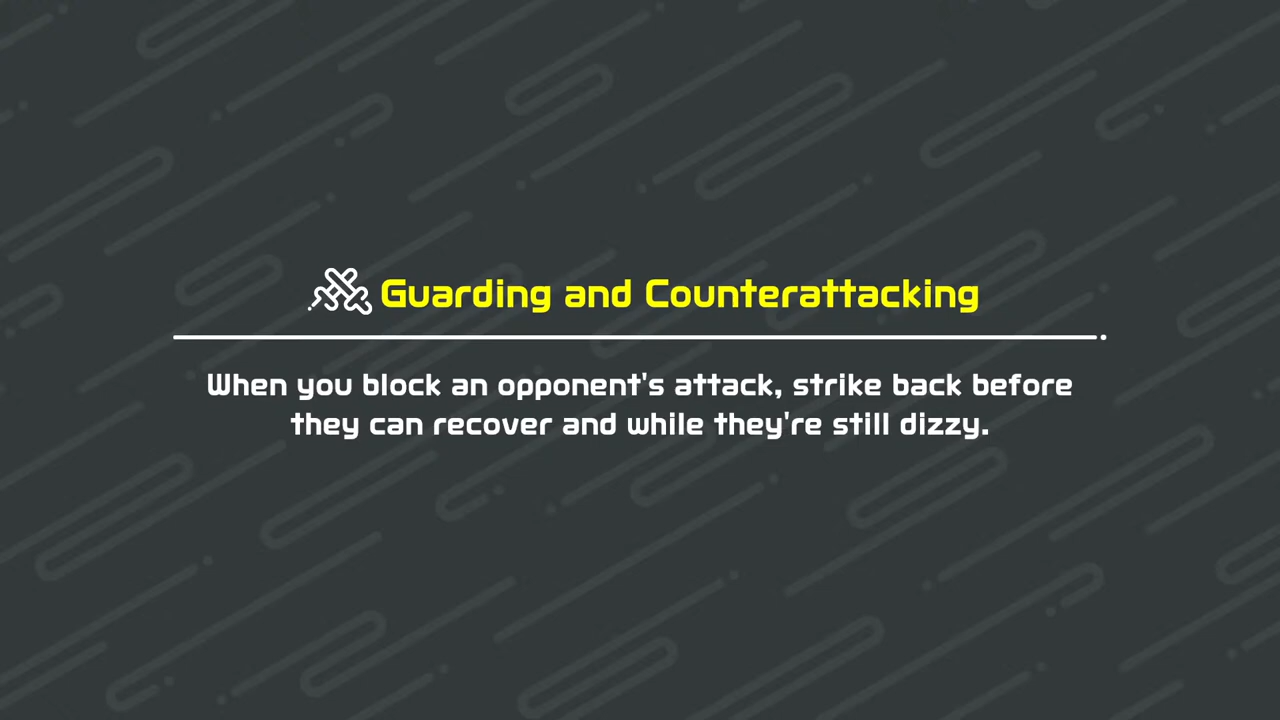 Guarding and Counterattacking
When you block an opponent's attack, strike back before
they can recover and while they're still dizzy.